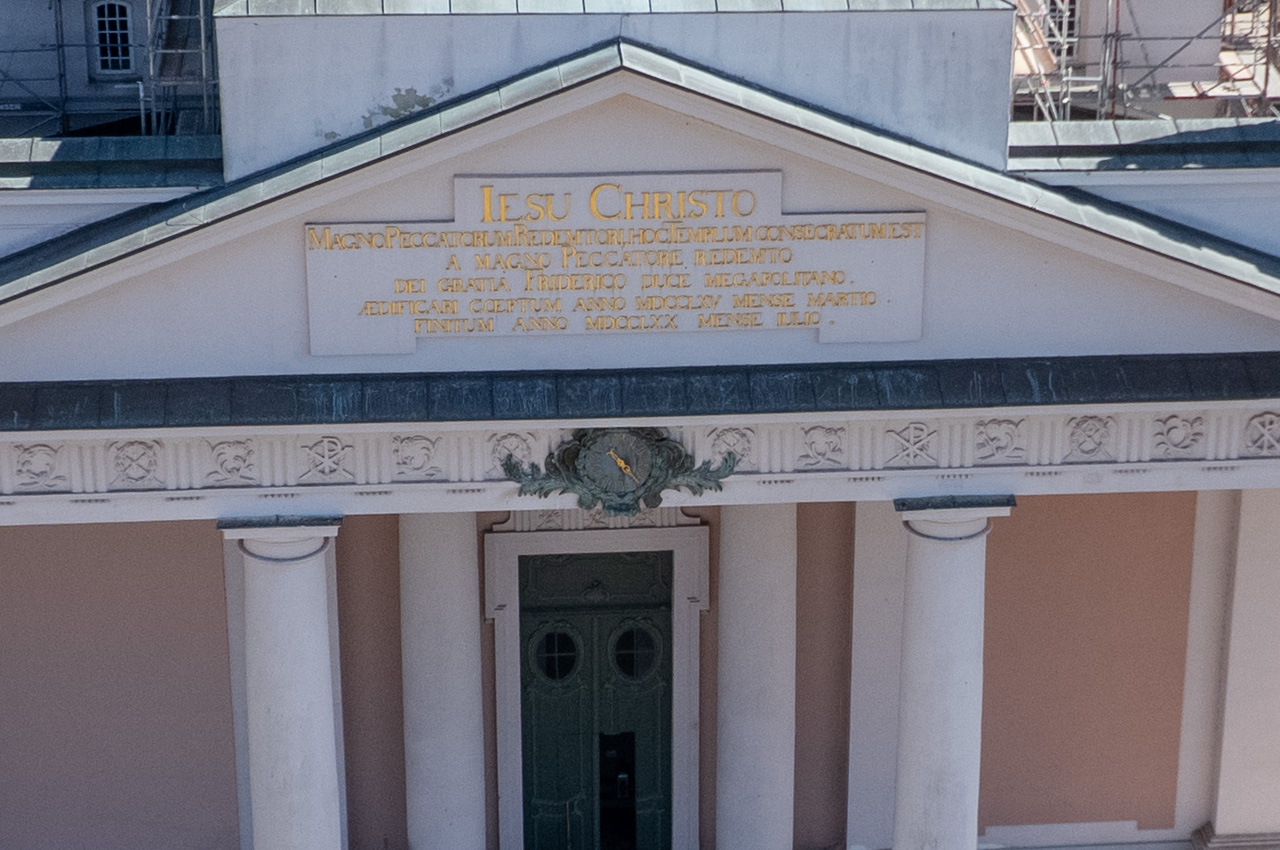 IESU CHRISTO
MAGNO PECCATORUM REDEMTORI, HOC TEMPLUM CONSECRATUM EST
A MAGNO PECCATORE REDEMTO
DEI GRATIA FRIDERICO DUCE MEGAPOLITANO.
ÆDIFICARI CŒPTUM ANNO MDCCLXV MENSE MARTIO
FINITUM ANNO MDCCLXX MENSE IULIO.